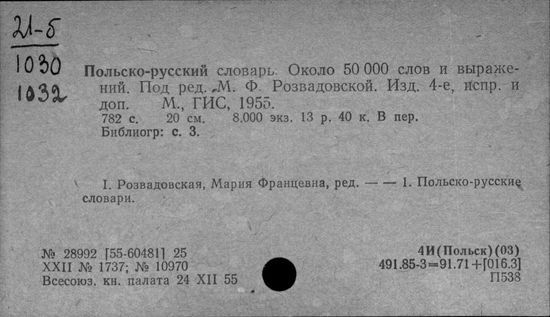 21-б
1030
1032
Польско-русский словарь. Около 50 000 слов и выраже-
ний. Под ред. М. Ф. Розвадовской. Изд. 4-е, испр. и
доп. М., ГИС, 1955.
782 с. 20 см. 8.000 экз. 13 р. 40 к. В пер.
Библиогр: с. 3.
I. Розвадовская, Мария Францевна, ред. — — 1. Польско-русские
словари.
№ 28992 [55-60481] 25
XXII № 1737; № 10970
Всесоюз. кн. палата 24 XII 55
4И(Польск)(03)
491.85-3=91.71+[016.3]
П538